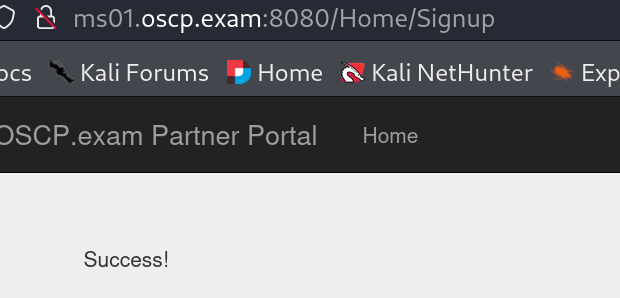 ms01.oscp.exam:8080/Home/Signup
ocs Kali Forums Home Kali NetHunter Exp
OSCP.exam Partner Portal Home
Success!